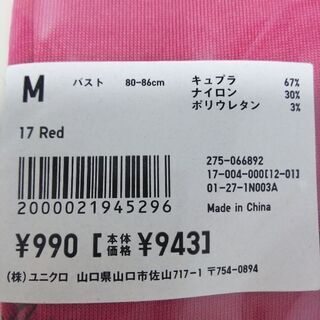 M バスト 80-86cm キュプラ 67%
ナイロン 30%
ポリウレタン 3%
17 Red
275-066892
17-004-000[12-01]
01-27-1N003A
2000021945296 Made in China
¥990 [本体価格 ¥943]
(株)ユニクロ 山口県山口市佐山717-1 〒754-0894